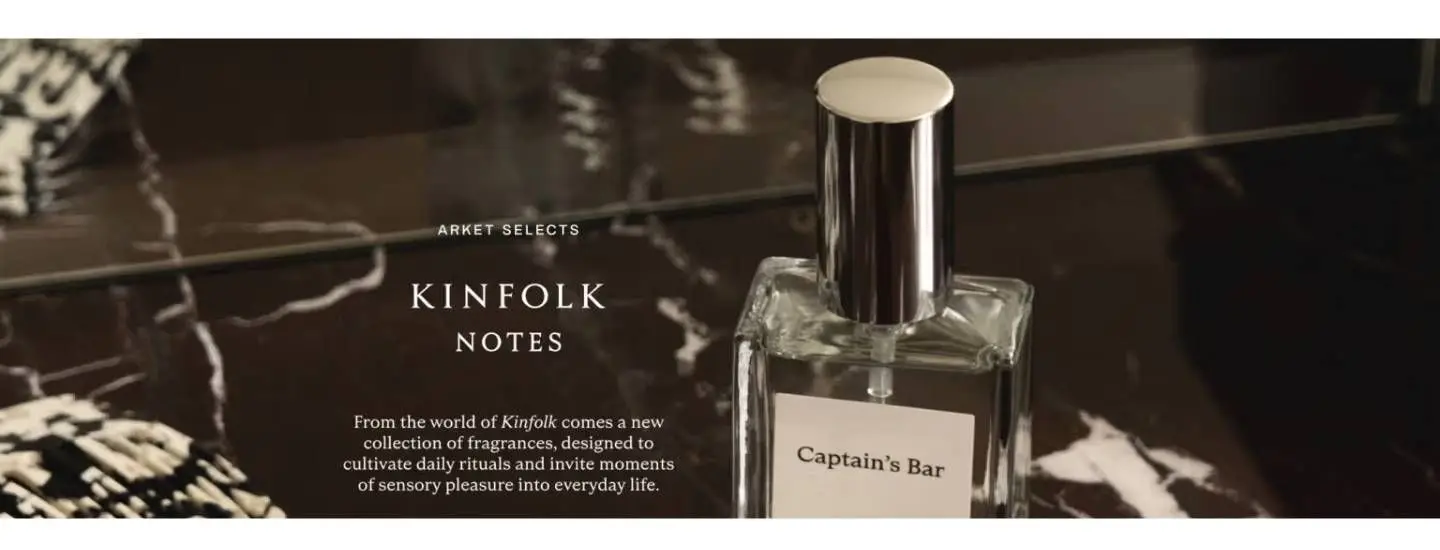 ARKET SELECTS
KINFOLK
NOTES
From the world of Kinfolk comes a new
collection of fragrances, designed to
cultivate daily rituals and invite moments
of sensory pleasure into everyday life.
Captain's Bar